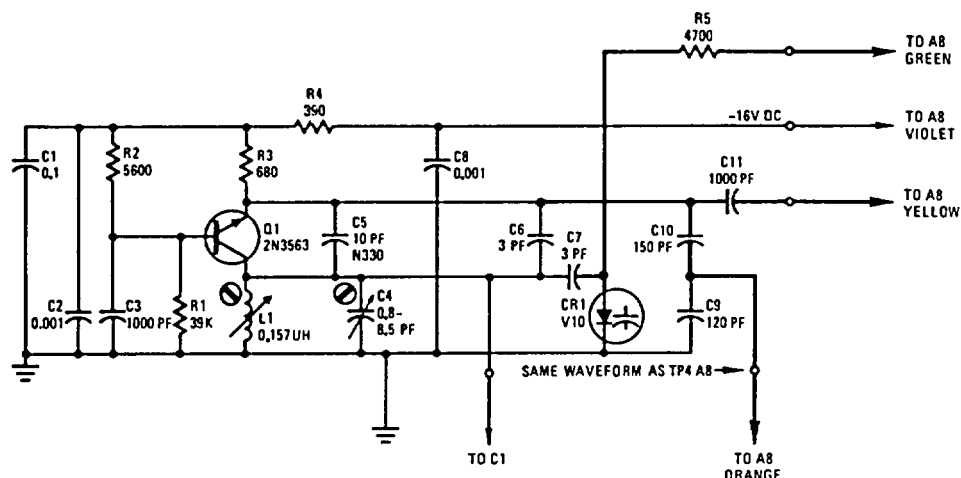 R5
4700
TO A8
GREEN
R4
390
-16V DC
TO A8
VIOLET
C1
0.1
R2
5600
R3
680
C8
0.001
C11
1000 PF
TO A8
YELLOW
Q1
2N3563
C5
10 PF
N330
C6
3 PF
C7
3 PF
C10
150 PF
C2
0.001
C3
1000 PF
R1
39K
L1
0.157UH
C4
0.8-
8.5 PF
CR1
V10
C9
120 PF
SAME WAVEFORM AS TP4 A8
TO C1
TO A8
ORANGE